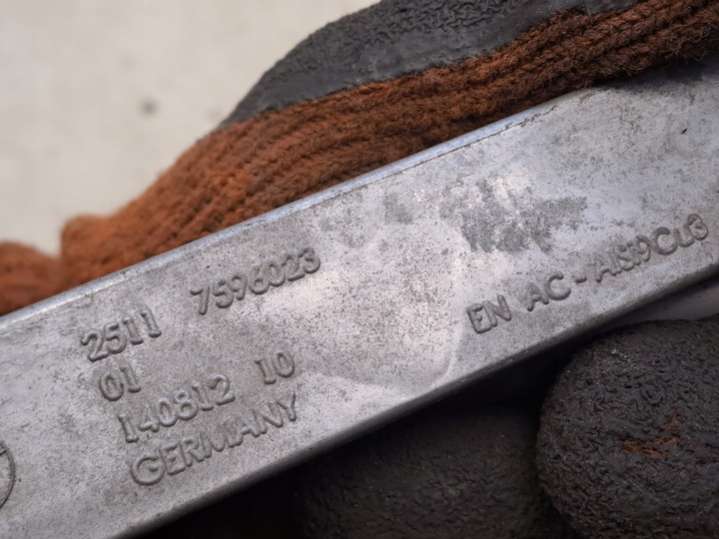 2511 7596023
01
140812 10
GERMANY
EN AC-AlSi9Cu3